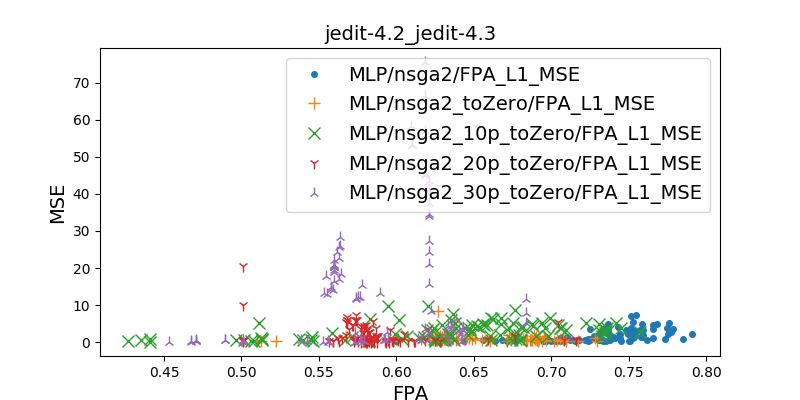 jedit-4.2_jedit-4.3
MLP/nsga2/FPA_L1_MSE
MLP/nsga2_toZero/FPA_L1_MSE
MLP/nsga2_10p_toZero/FPA_L1_MSE
MLP/nsga2_20p_toZero/FPA_L1_MSE
MLP/nsga2_30p_toZero/FPA_L1_MSE
MSE
70
60
50
40
30
20
10
0
0.45 0.50 0.55 0.60 0.65 0.70 0.75 0.80
FPA